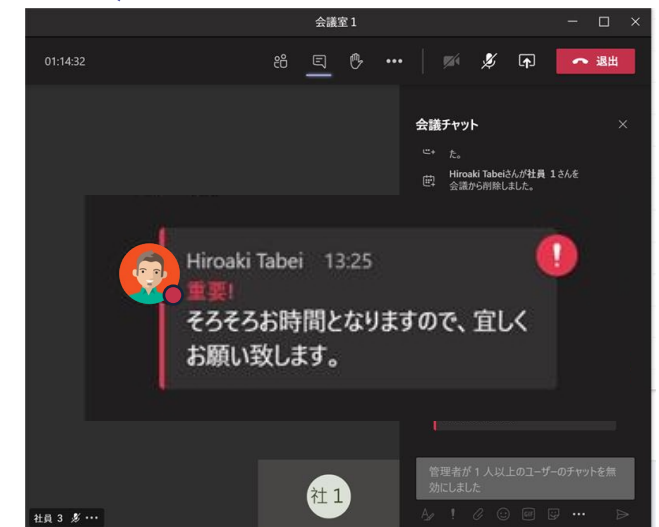 会議室1
01:14:32
退出
会議チャット
た。
Hiroaki Tabeiさんが社員 1さんを
会議から削除しました。
Hiroaki Tabei 13:25
重要!
そろそろお時間となりますので、宜しく
お願い致します。
管理者が 1 人以上のユーザーのチャットを無
効にしました
GIF
社1
社員 3